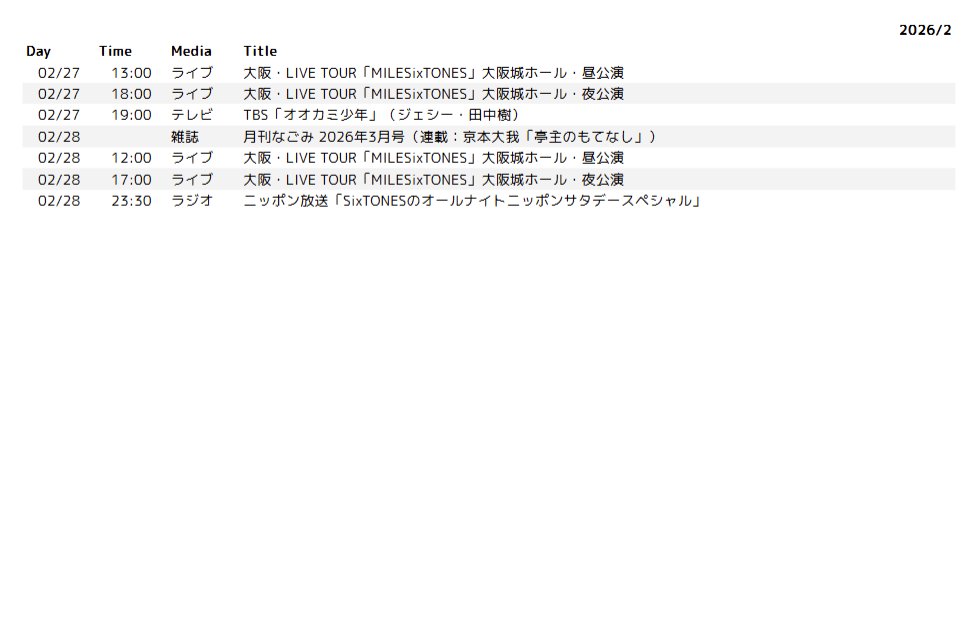 2026/2
Day Time Media Title
02/27 13:00 ライブ 大阪・LIVE TOUR「MILESixTONES」大阪城ホール・昼公演
02/27 18:00 ライブ 大阪・LIVE TOUR「MILESixTONES」大阪城ホール・夜公演
02/27 19:00 テレビ TBS「オオカミ少年」（ジェシー・田中樹）
02/28 雑誌 月刊なごみ 2026年3月号（連載：京本大我「亭主のもてなし」）
02/28 12:00 ライブ 大阪・LIVE TOUR「MILESixTONES」大阪城ホール・昼公演
02/28 17:00 ライブ 大阪・LIVE TOUR「MILESixTONES」大阪城ホール・夜公演
02/28 23:30 ラジオ ニッポン放送「SixTONESのオールナイトニッポンサタデースペシャル」